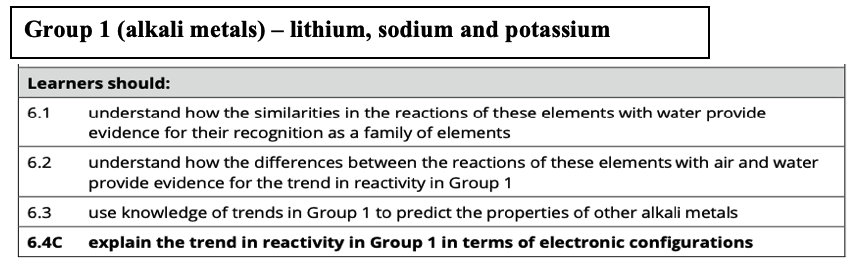 Group 1 (alkali metals) – lithium, sodium and potassium
Learners should:
6.1 understand how the similarities in the reactions of these elements with water provide
evidence for their recognition as a family of elements
6.2 understand how the differences between the reactions of these elements with air and water
provide evidence for the trend in reactivity in Group 1
6.3 use knowledge of trends in Group 1 to predict the properties of other alkali metals
6.4C explain the trend in reactivity in Group 1 in terms of electronic configurations